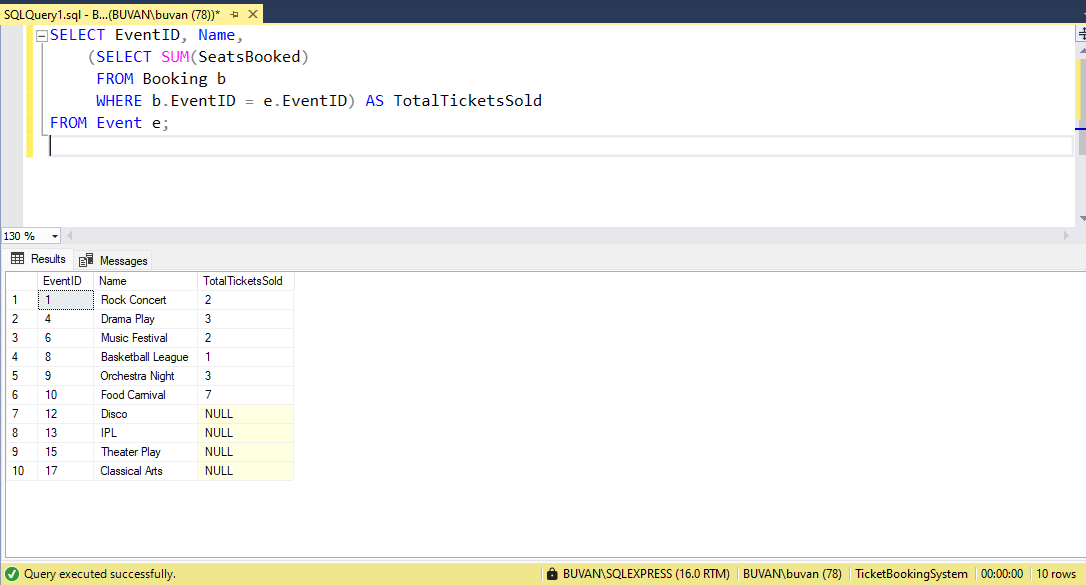 SQLQuery1.sql - B...(BUVAN\buvan (78))*
SELECT EventID, Name,
(SELECT SUM(SeatsBooked)
FROM Booking b
WHERE b.EventID = e.EventID) AS TotalTicketsSold
FROM Event e;
130 %
Results Messages
EventID Name TotalTicketsSold
1 1 Rock Concert 2
2 4 Drama Play 3
3 6 Music Festival 2
4 8 Basketball League 1
5 9 Orchestra Night 3
6 10 Food Carnival 7
7 12 Disco NULL
8 13 IPL NULL
9 15 Theater Play NULL
10 17 Classical Arts NULL
Query executed successfully. BUVAN\SQLEXPRESS (16.0 RTM) BUVAN\buvan (78) TicketBookingSystem 00:00:00 10 rows